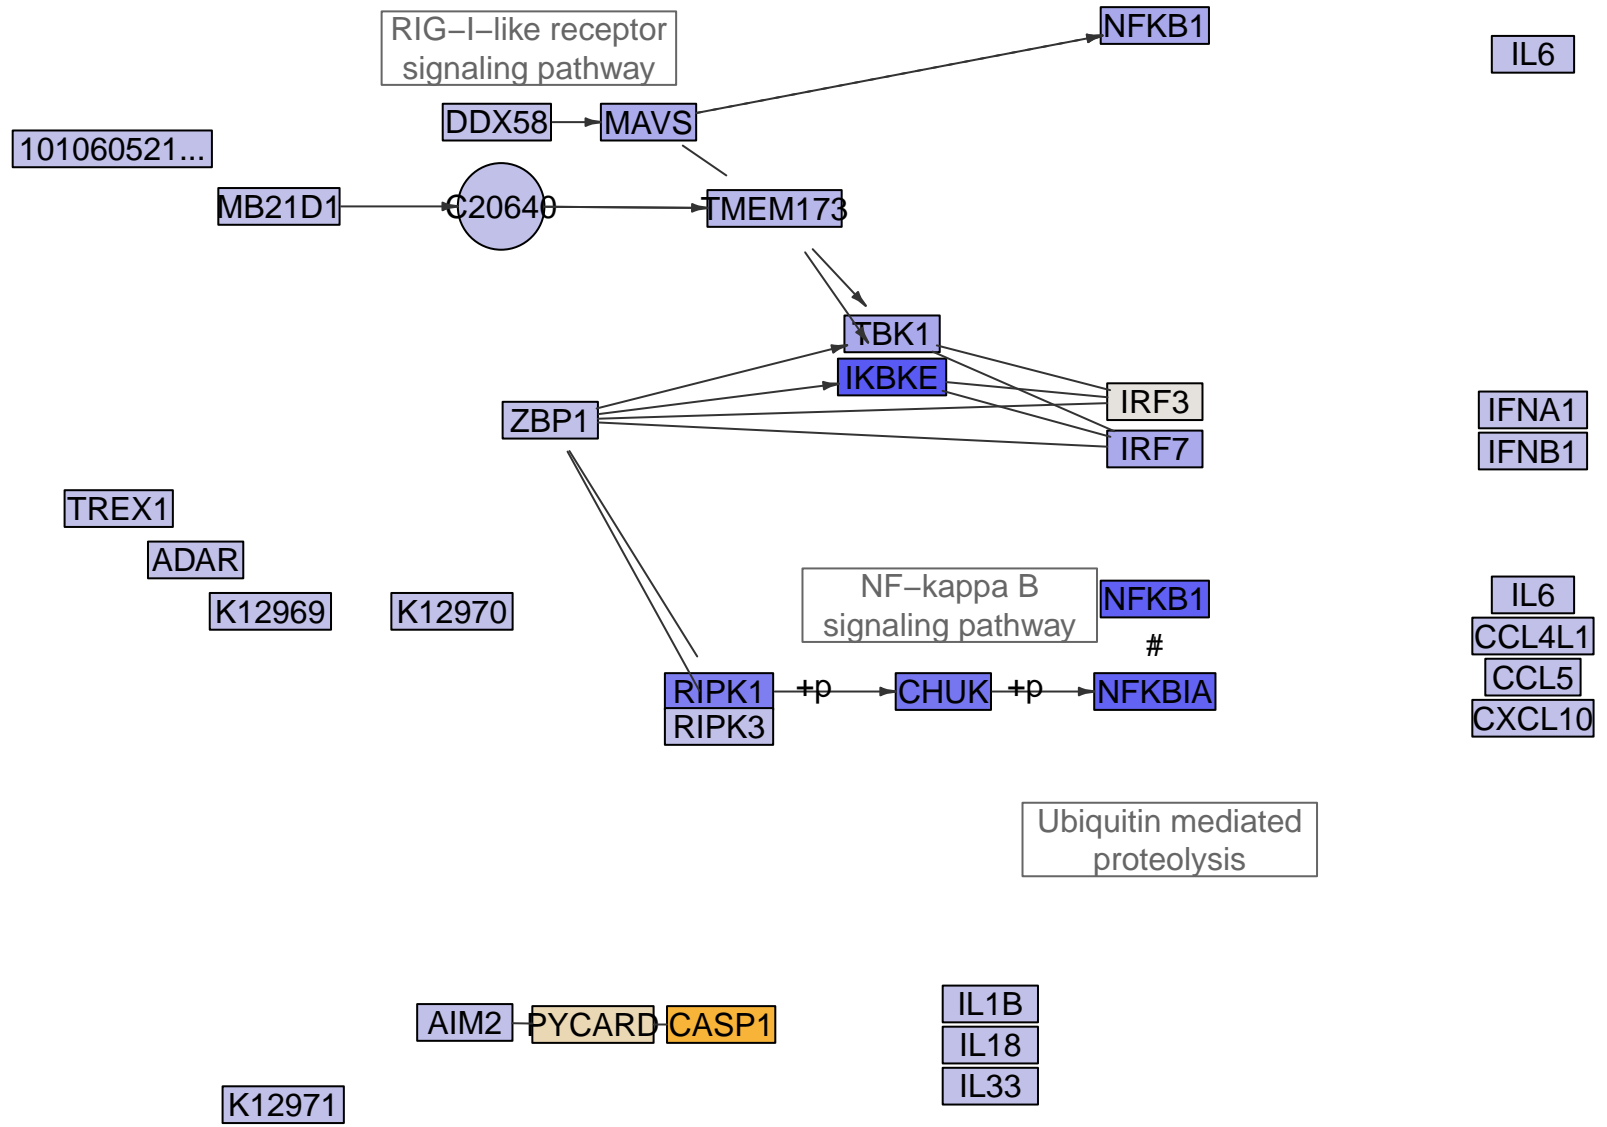 RIG−I−like receptor
signaling pathway
NFKB1
IL6
DDX58
MAVS
101060521...
MB21D1
C20640
TMEM173
TBK1
IKBKE
ZBP1
IRF3
IRF7
IFNA1
IFNB1
TREX1
ADAR
K12969
K12970
NF−kappa B
signaling pathway
NFKB1
#
IL6
CCL4L1
CCL5
CXCL10
RIPK1
+p
CHUK
+p
NFKBIA
RIPK3
Ubiquitin mediated
proteolysis
AIM2
PYCARD
CASP1
IL1B
IL18
IL33
K12971